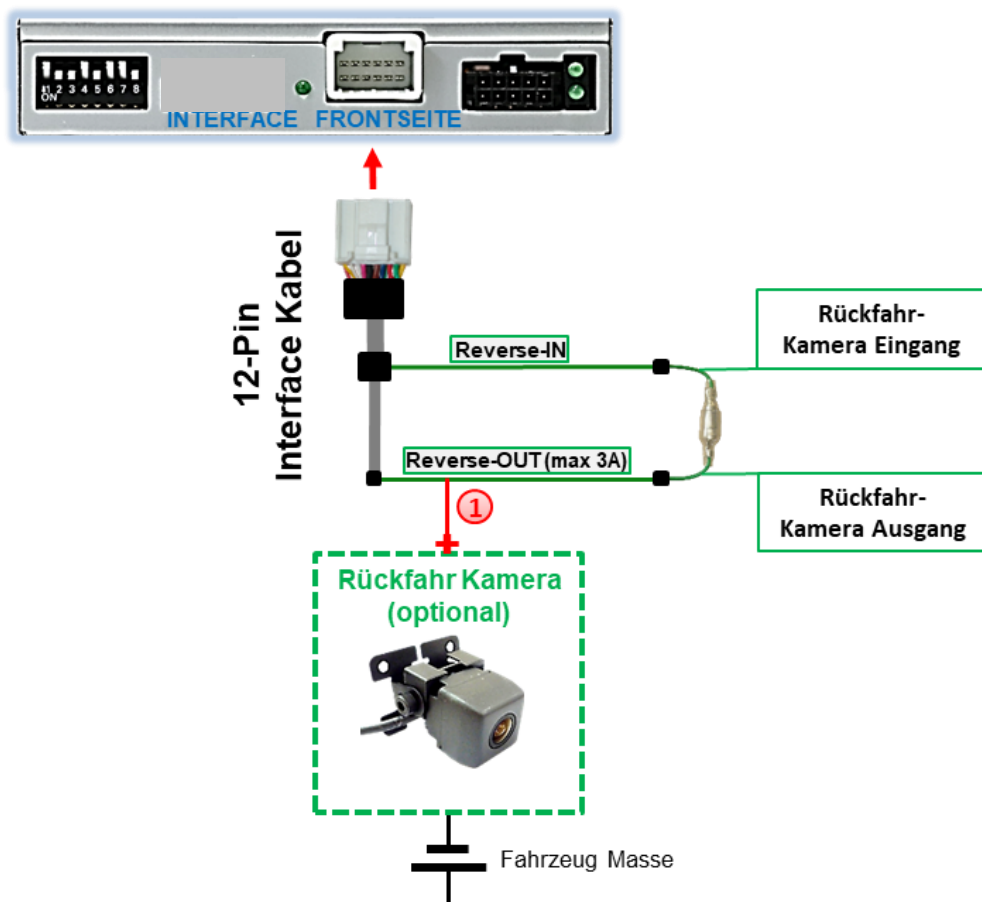 1 2 3 4 5 6 7 8
ON
INTERFACE FRONTSEITE
12-Pin
Interface Kabel
Reverse-IN
Rückfahr-
Kamera Eingang
Reverse-OUT (max 3A)
Rückfahr-
Kamera Ausgang
1
Rückfahr Kamera
(optional)
Fahrzeug Masse